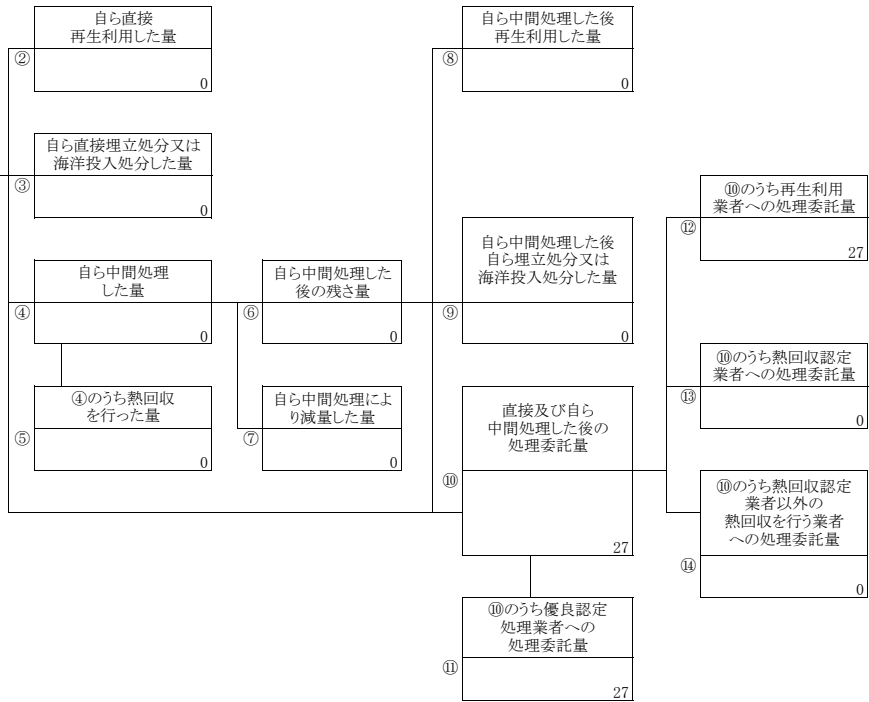 自ら直接
再生利用した量
②
0
自ら中間処理した後
再生利用した量
⑧
0
自ら直接埋立処分又は
海洋投入処分した量
③
0
⑩のうち再生利用
業者への処理委託量
⑫
27
自ら中間処理した後
自ら埋立処分又は
海洋投入処分した量
⑨
0
自ら中間処理
した量
④
0
自ら中間処理した
後の残さ量
⑥
0
⑩のうち熱回収認定
業者への処理委託量
⑬
0
④のうち熱回収
を行った量
⑤
0
自ら中間処理によ
り減量した量
⑦
0
直接及び自ら
中間処理した後の
処理委託量
⑩
27
⑩のうち熱回収認定
業者以外の
熱回収を行う業者
への処理委託量
⑭
0
⑩のうち優良認定
処理業者への
処理委託量
⑪
27